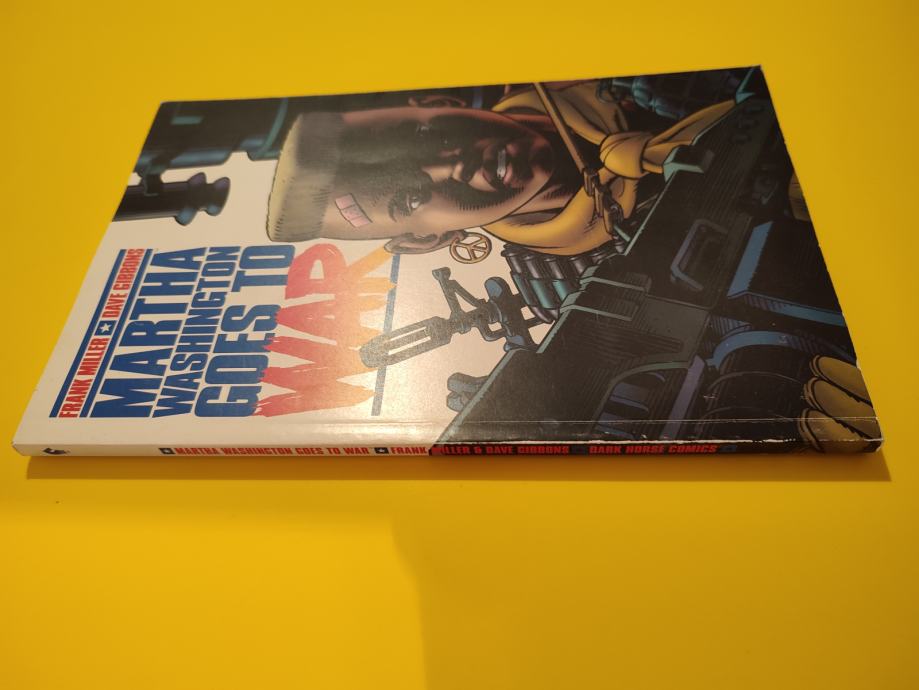 FRANK MILLER ★ DAVE GIBBONS
MARTHA
WASHINGTON
GOES TO
WAR
★ MARTHA WASHINGTON GOES TO WAR ★ FRANK MILLER & DAVE GIBBONS ★ DARK HORSE COMICS ★